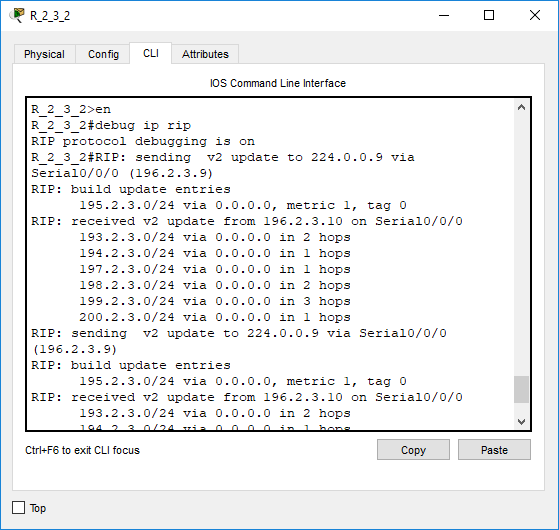 R_2_3_2
Physical Config CLI Attributes
IOS Command Line Interface
R_2_3_2>en
R_2_3_2#debug ip rip
RIP protocol debugging is on
R_2_3_2#RIP: sending  v2 update to 224.0.0.9 via
Serial0/0/0 (196.2.3.9)
RIP: build update entries
      195.2.3.0/24 via 0.0.0.0, metric 1, tag 0
RIP: received v2 update from 196.2.3.10 on Serial0/0/0
      193.2.3.0/24 via 0.0.0.0 in 2 hops
      194.2.3.0/24 via 0.0.0.0 in 1 hops
      197.2.3.0/24 via 0.0.0.0 in 1 hops
      198.2.3.0/24 via 0.0.0.0 in 2 hops
      199.2.3.0/24 via 0.0.0.0 in 3 hops
      200.2.3.0/24 via 0.0.0.0 in 1 hops
RIP: sending  v2 update to 224.0.0.9 via Serial0/0/0
(196.2.3.9)
RIP: build update entries
      195.2.3.0/24 via 0.0.0.0, metric 1, tag 0
RIP: received v2 update from 196.2.3.10 on Serial0/0/0
      193.2.3.0/24 via 0.0.0.0 in 2 hops
      194.2.3.0/24 via 0.0.0.0 in 1 hops
Ctrl+F6 to exit CLI focus
Copy Paste
Top